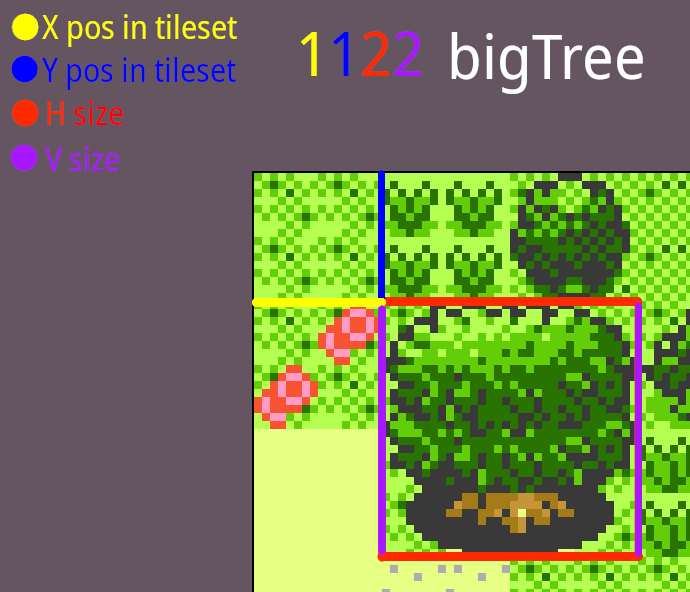 X pos in tileset
Y pos in tileset
H size
V size
1122 bigTree